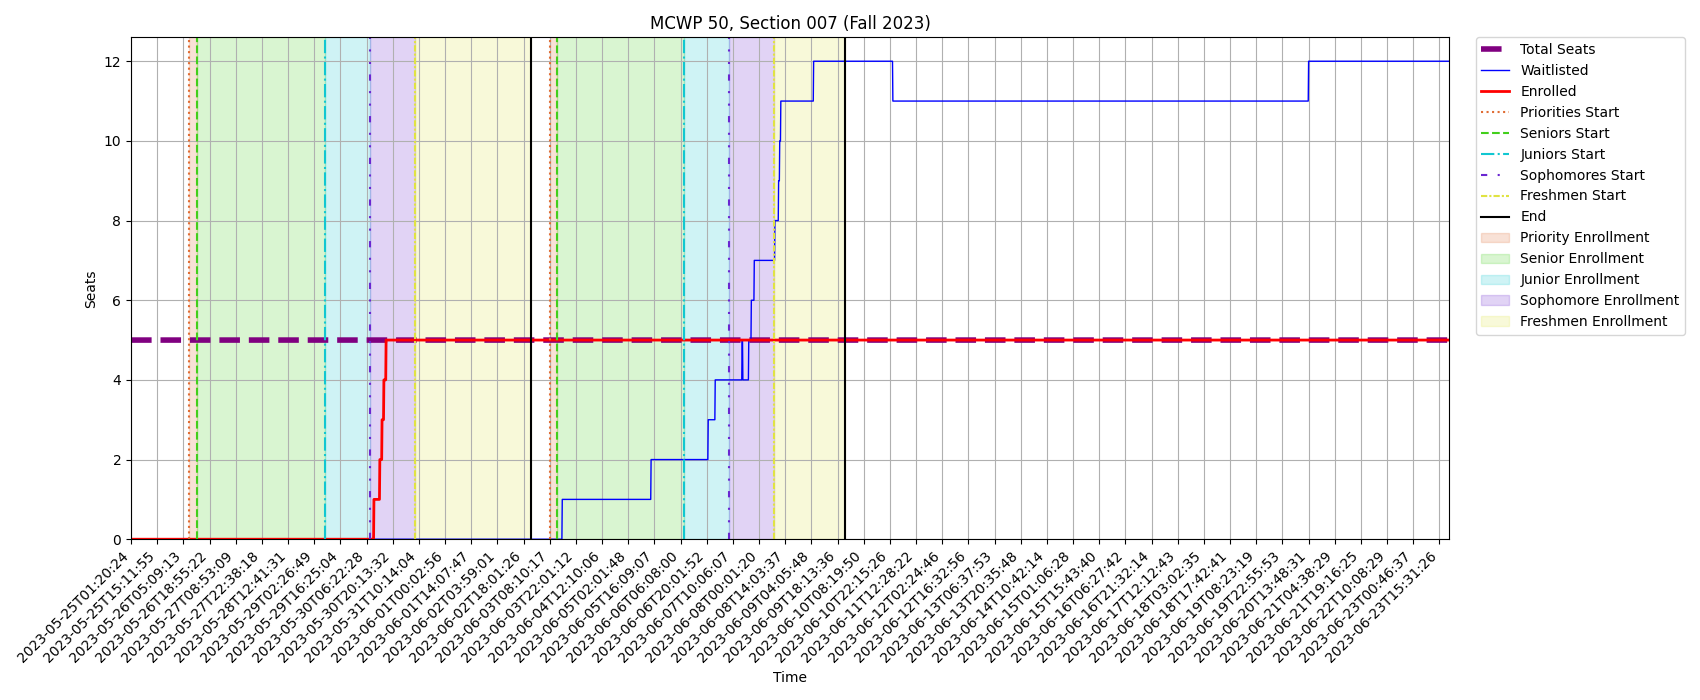 MCWP 50, Section 007 (Fall 2023)
Seats
12
10
8
6
4
2
0
2023-05-25T01:20:24
2023-05-25T15:11:55
2023-05-26T05:09:13
2023-05-26T18:55:22
2023-05-27T08:53:09
2023-05-27T22:38:18
2023-05-28T12:41:31
2023-05-29T02:26:49
2023-05-29T16:25:04
2023-05-30T06:22:28
2023-05-30T20:13:32
2023-05-31T10:14:04
2023-06-01T00:02:56
2023-06-01T14:07:47
2023-06-02T03:59:01
2023-06-02T18:01:26
2023-06-03T08:10:17
2023-06-03T22:01:12
2023-06-04T12:10:06
2023-06-05T02:01:48
2023-06-05T16:09:07
2023-06-06T06:08:00
2023-06-06T20:01:52
2023-06-07T10:06:07
2023-06-08T00:01:20
2023-06-08T14:03:37
2023-06-09T04:05:48
2023-06-09T18:13:36
2023-06-10T08:19:50
2023-06-10T22:15:26
2023-06-11T12:28:22
2023-06-12T02:24:46
2023-06-12T16:32:56
2023-06-13T06:37:53
2023-06-13T20:35:48
2023-06-14T10:42:14
2023-06-15T01:06:28
2023-06-15T15:43:40
2023-06-16T06:27:42
2023-06-16T21:32:14
2023-06-17T12:12:43
2023-06-18T03:02:35
2023-06-18T17:42:41
2023-06-19T08:23:19
2023-06-19T22:55:53
2023-06-20T13:48:31
2023-06-21T04:38:29
2023-06-21T19:16:25
2023-06-22T10:08:29
2023-06-23T00:46:37
2023-06-23T15:31:26
Time
Total Seats
Waitlisted
Enrolled
Priorities Start
Seniors Start
Juniors Start
Sophomores Start
Freshmen Start
End
Priority Enrollment
Senior Enrollment
Junior Enrollment
Sophomore Enrollment
Freshmen Enrollment